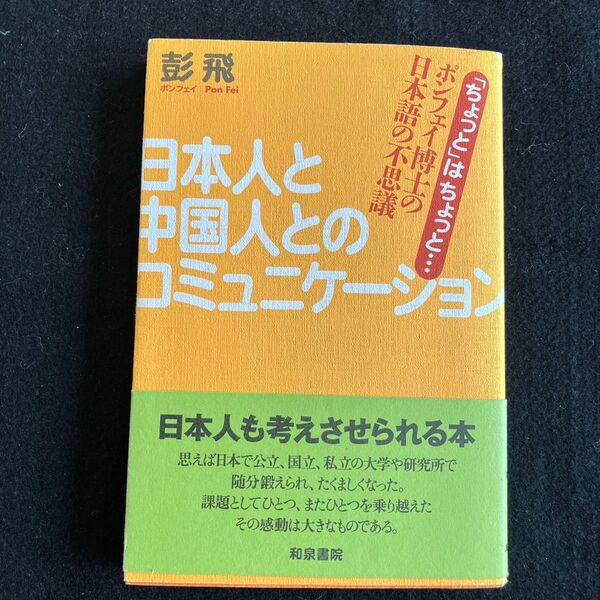 彭飛
ポンフェイ Pon Fei
「ちょっと」は ちょっと…
ポンフェイ博士の
日本語の不思議
日本人と
中国人との
コミュニケーション
日本人も考えさせられる本
思えば日本で公立、国立、私立の大学や研究所で
随分鍛えられ、たくましくなった。
課題としてひとつ、またひとつを乗り越えた
その感動は大きなものである。
和泉書院